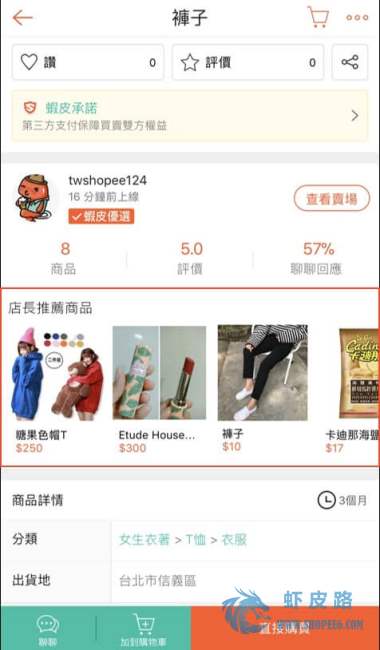 褲子
讚 0
評價 0
蝦皮承諾
第三方支付保障買賣雙方權益
twshopee124
16 分鐘前上線
蝦皮優選
查看賣場
8
商品
5.0
評價
57%
聊聊回應
店長推薦商品
二件套
糖果色帽T
$250
Etude House...
$300
褲子
$10
卡迪那
卡迪那海鹽
$17
商品詳情
3個月
分類
女生衣著 > T恤 > 衣服
出貨地
台北市信義區
聊聊
加到購物車
直接購買
虾皮路
WWW.SHOPEE6.COM